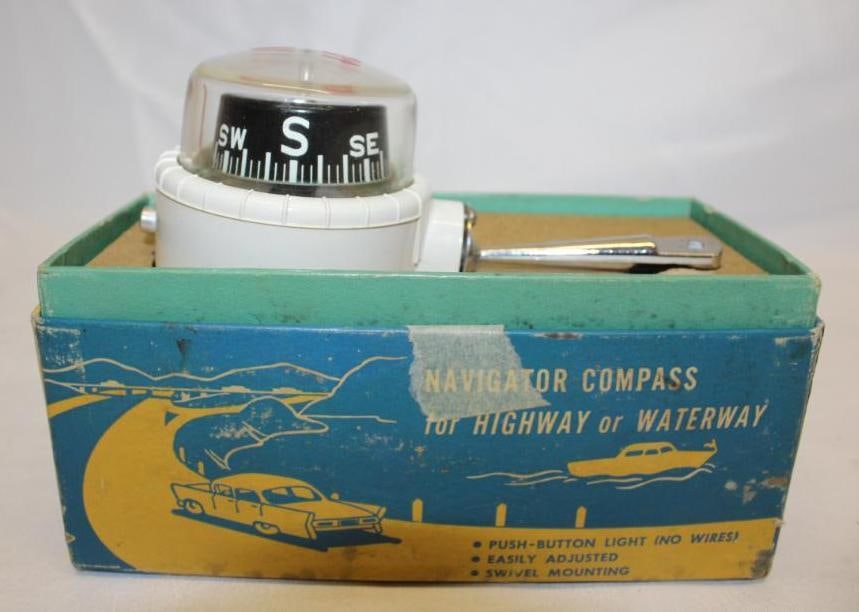 SW S SE
NAVIGATOR COMPASS
for HIGHWAY or WATERWAY
• PUSH-BUTTON LIGHT (NO WIRES)
• EASILY ADJUSTED
• SWIVEL MOUNTING